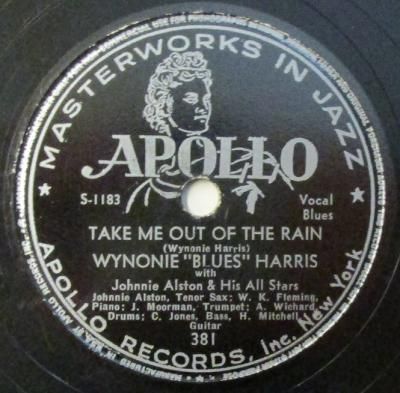 MASTERWORKS IN JAZZ
APOLLO
S-1183
Vocal
Blues
TAKE ME OUT OF THE RAIN
(Wynonie Harris)
WYNONIE "BLUES" HARRIS
with
Johnnie Alston & His All Stars
Johnnie Alston, Tenor Sax; W. K. Fleming,
Piano; J. Moorman, Trumpet; A. Wichard,
Drums; C. Jones, Bass, H. Mitchell,
Guitar
381
APOLLO RECORDS, Inc. New York